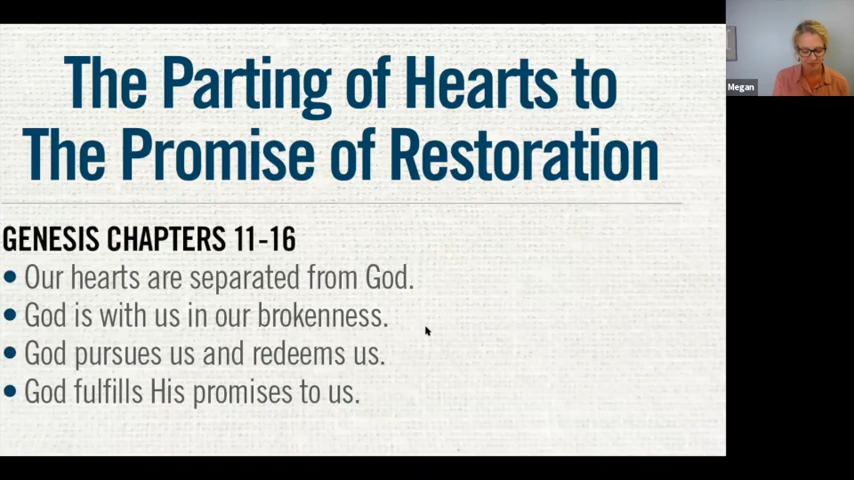 The Parting of Hearts to
The Promise of Restoration
GENESIS CHAPTERS 11-16
• Our hearts are separated from God.
• God is with us in our brokenness.
• God pursues us and redeems us.
• God fulfills His promises to us.
Megan